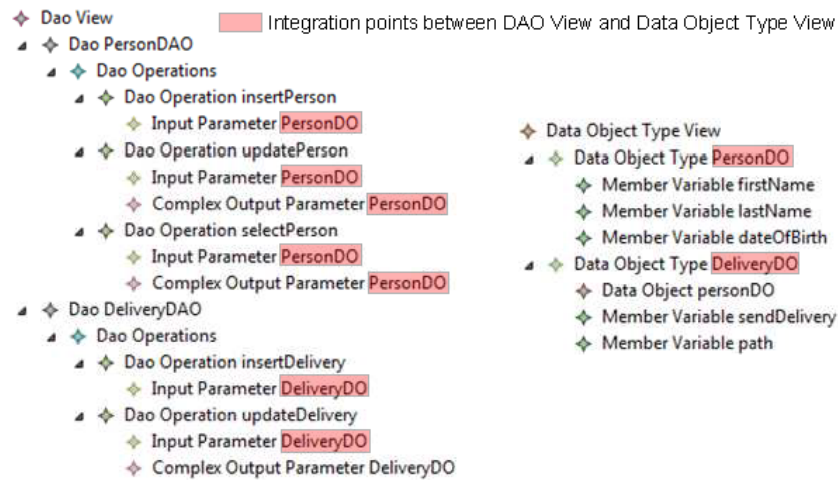 Dao View
Integration points between DAO View and Data Object Type View
Dao PersonDAO
Dao Operations
Dao Operation insertPerson
Input Parameter PersonDO
Dao Operation updatePerson
Input Parameter PersonDO
Complex Output Parameter PersonDO
Dao Operation selectPerson
Input Parameter PersonDO
Complex Output Parameter PersonDO
Dao DeliveryDAO
Dao Operations
Dao Operation insertDelivery
Input Parameter DeliveryDO
Dao Operation updateDelivery
Input Parameter DeliveryDO
Complex Output Parameter DeliveryDO
Data Object Type View
Data Object Type PersonDO
Member Variable firstName
Member Variable lastName
Member Variable dateOfBirth
Data Object Type DeliveryDO
Data Object personDO
Member Variable sendDelivery
Member Variable path